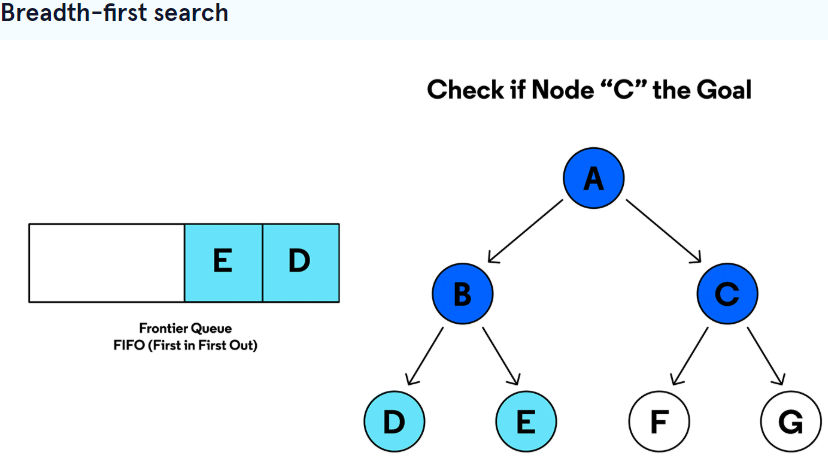 Breadth-first search
Check if Node “C” the Goal
A
E D
B C
Frontier Queue
FIFO (First in First Out)
D E F G